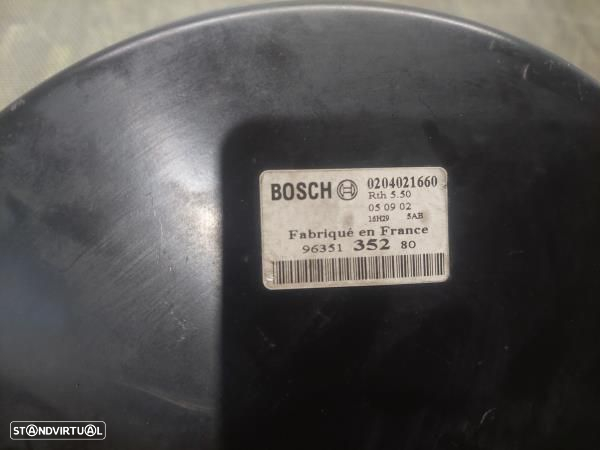 BOSCH 0204021660
Rth 5.50
05 09 02
16H29 5AB
Fabriqué en France
96351 352 80
STANDVIRTUAL